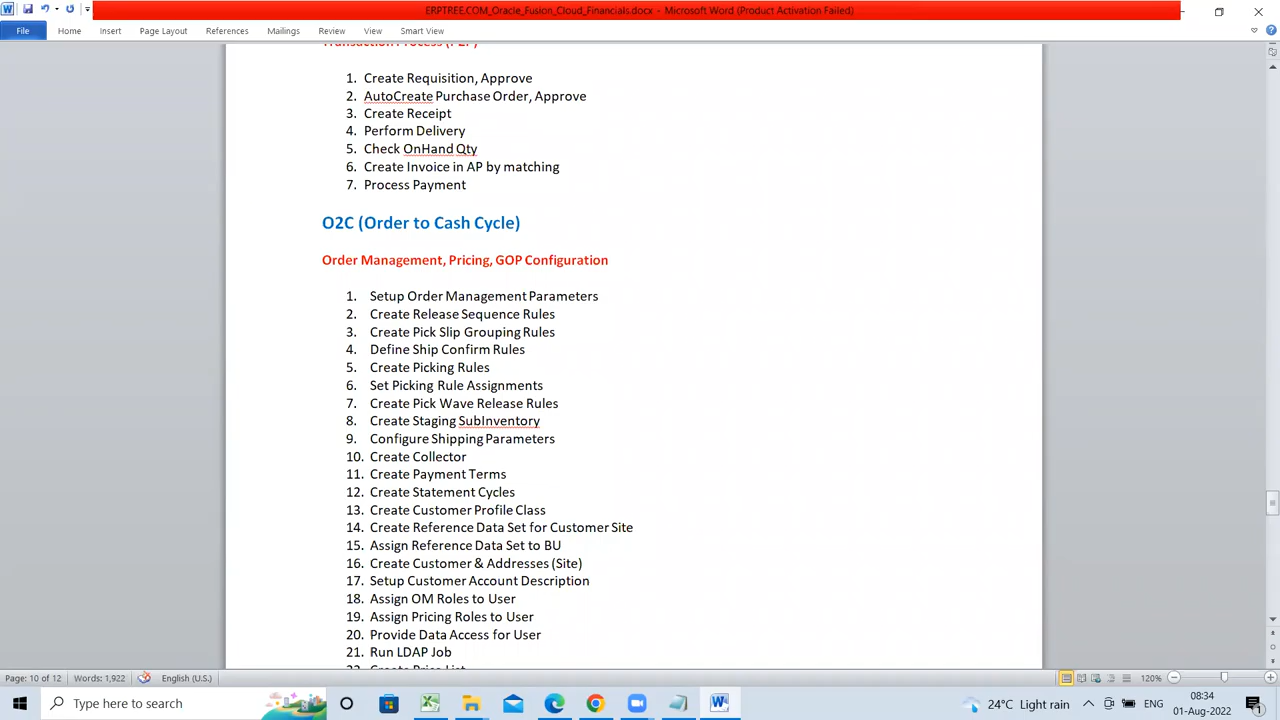 ERPTREE.COM_Oracle_Fusion_Cloud_Financials.docx - Microsoft Word (Product Activation Failed)
File Home Insert Page Layout References Mailings Review View Smart View
Transaction Process (P2P)
1. Create Requisition, Approve
2. AutoCreate Purchase Order, Approve
3. Create Receipt
4. Perform Delivery
5. Check OnHand Qty
6. Create Invoice in AP by matching
7. Process Payment
O2C (Order to Cash Cycle)
Order Management, Pricing, GOP Configuration
1. Setup Order Management Parameters
2. Create Release Sequence Rules
3. Create Pick Slip Grouping Rules
4. Define Ship Confirm Rules
5. Create Picking Rules
6. Set Picking Rule Assignments
7. Create Pick Wave Release Rules
8. Create Staging SubInventory
9. Configure Shipping Parameters
10. Create Collector
11. Create Payment Terms
12. Create Statement Cycles
13. Create Customer Profile Class
14. Create Reference Data Set for Customer Site
15. Assign Reference Data Set to BU
16. Create Customer & Addresses (Site)
17. Setup Customer Account Description
18. Assign OM Roles to User
19. Assign Pricing Roles to User
20. Provide Data Access for User
21. Run LDAP Job
22. Create Price List
Page: 10 of 12 Words: 1,922 English (U.S.) 120%
Type here to search 24°C Light rain ENG 08:34
01-Aug-2022